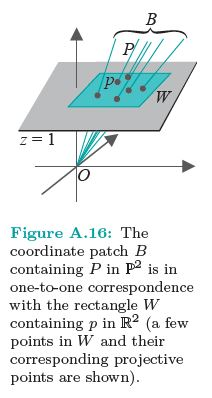 B
P
p
W
z = 1
O
Figure A.16: The
coordinate patch B
containing P in ℙ² is in
one-to-one correspondence
with the rectangle W
containing p in ℝ² (a few
points in W and their
corresponding projective
points are shown).